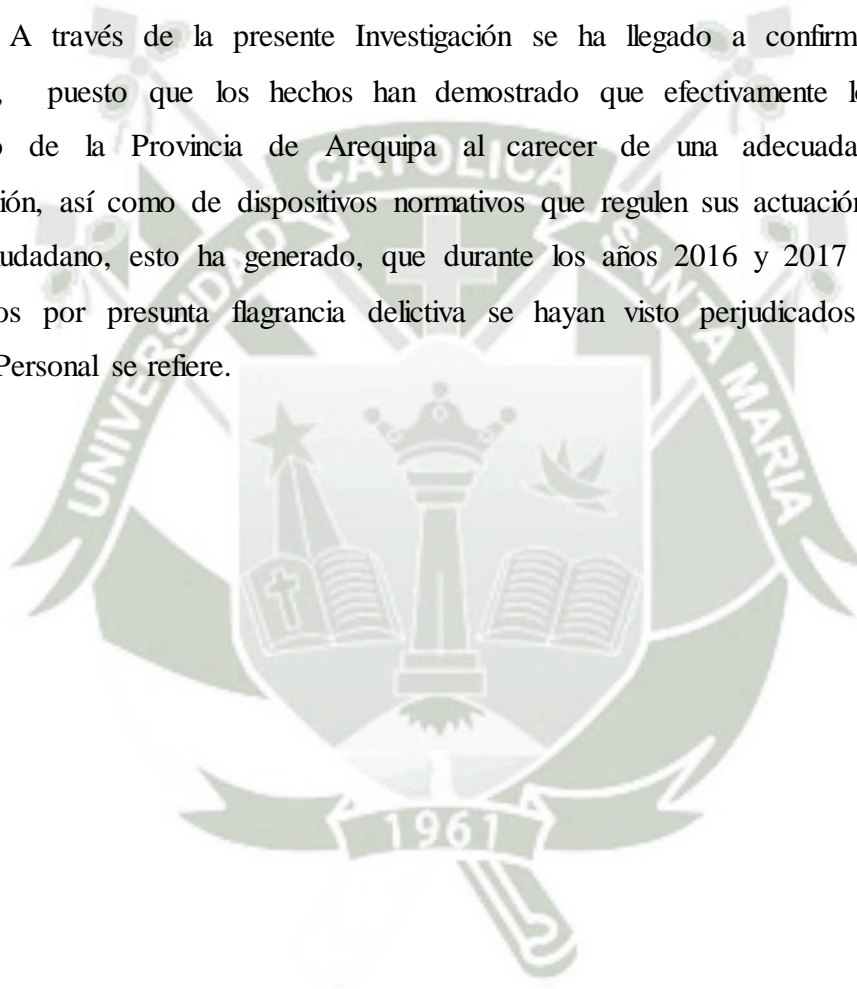 A través de la presente Investigación se ha llegado a confirm
, puesto que los hechos han demostrado que efectivamente l
o de la Provincia de Arequipa al carecer de una adecuada
ión, así como de dispositivos normativos que regulen sus actuación
udadano, esto ha generado, que durante los años 2016 y 2017
os por presunta flagrancia delictiva se hayan visto perjudicados
Personal se refiere.
UNIVERSIDAD CATOLICA SANTA MARIA
1961